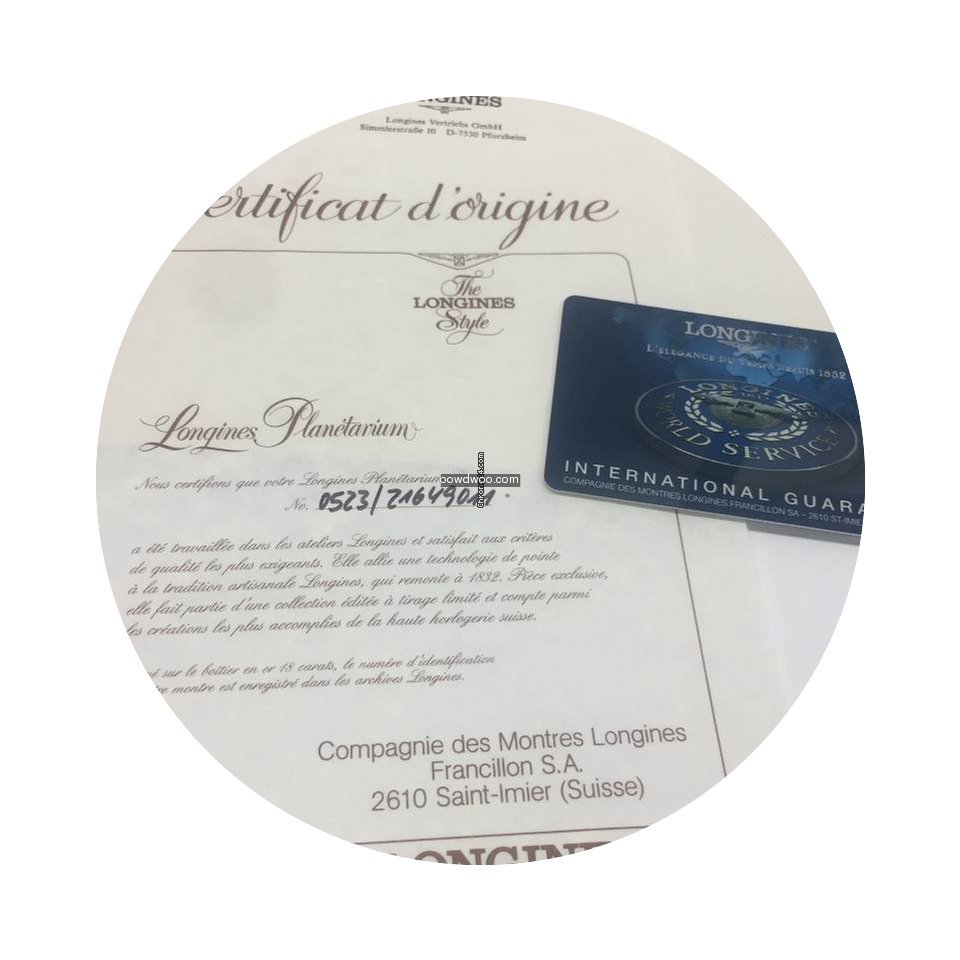 LONGINES
Longines Vertriebs GmbH
Simmlerstraße 10 D-7530 Pforzheim
ertificat d'origine
The
LONGINES
Style
Longines Planétarium
Nous certifions que votre Longines Planétarium
No. 0523/21649011.
a été travaillée dans les ateliers Longines et satisfait aux critères
de qualité les plus exigeants. Elle allie une technologie de pointe
à la tradition artisanale Longines, qui remonte à 1832. Pièce exclusive,
elle fait partie d'une collection éditée à tirage limité et compte parmi
les créations les plus accomplies de la haute horlogerie suisse.
sur le boîtier en or 18 carats, le numéro d'identification
montre est enregistré dans les archives Longines.
Compagnie des Montres Longines
Francillon S.A.
2610 Saint-Imier (Suisse)
LONGINE
LONGINES
L'ELEGANCE DU TEMPS DEPUIS 1832
LONGINES
WORLD SERVICE
INTERNATIONAL GUARA
COMPAGNIE DES MONTRES LONGINES FRANCILLON SA – 2610 ST-IMIE
oowdwoo.com